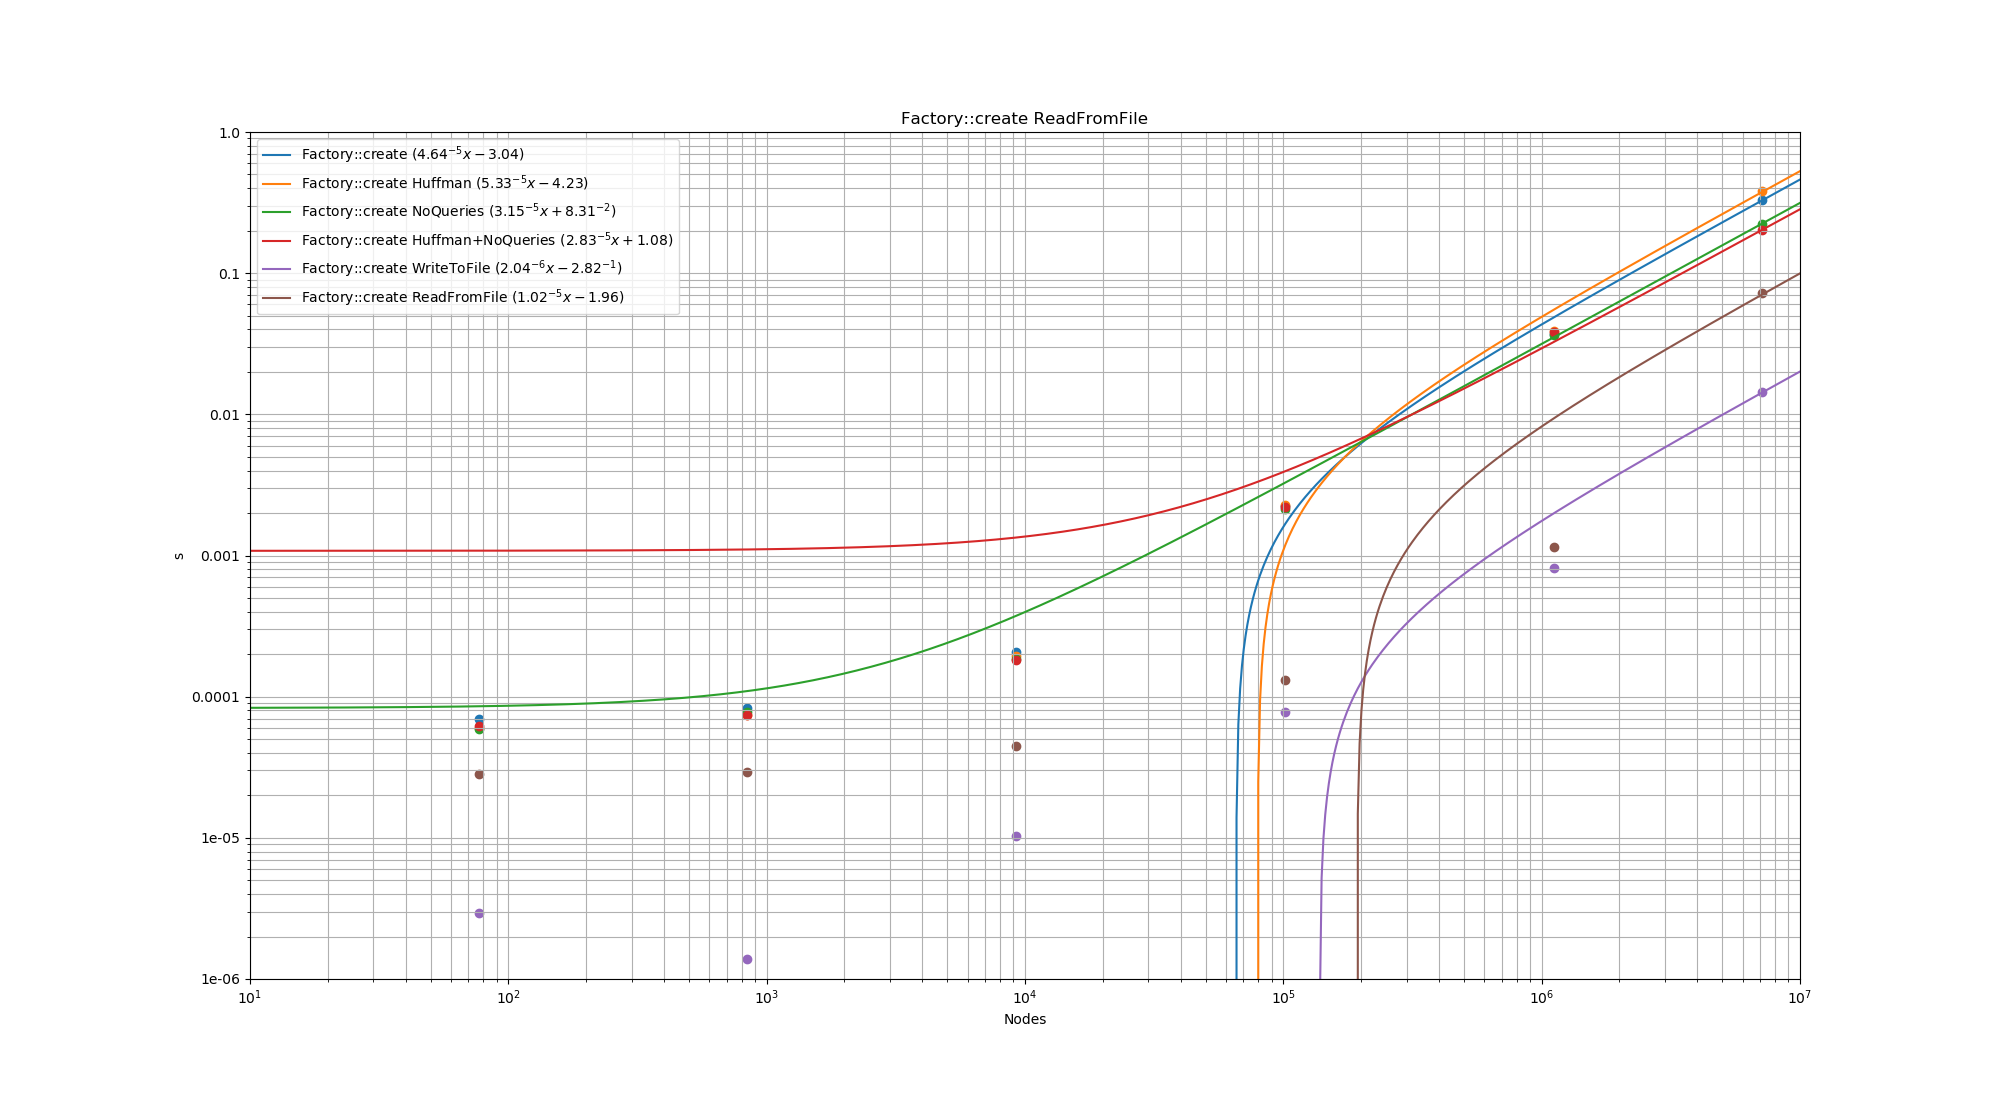 Factory::create ReadFromFile
1.0
0.1
0.01
0.001
0.0001
1e-05
1e-06
s
Factory::create (4.64⁻⁵x − 3.04)
Factory::create Huffman (5.33⁻⁵x − 4.23)
Factory::create NoQueries (3.15⁻⁵x + 8.31⁻²)
Factory::create Huffman+NoQueries (2.83⁻⁵x + 1.08)
Factory::create WriteToFile (2.04⁻⁶x − 2.82⁻¹)
Factory::create ReadFromFile (1.02⁻⁵x − 1.96)
10¹ 10² 10³ 10⁴ 10⁵ 10⁶ 10⁷
Nodes